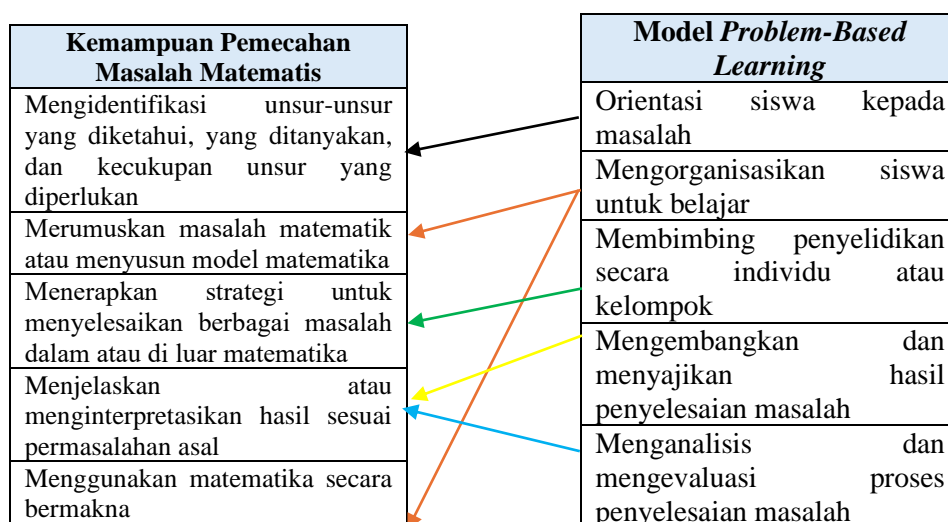 Kemampuan Pemecahan
Masalah Matematis
Mengidentifikasi unsur-unsur
yang diketahui, yang ditanyakan,
dan kecukupan unsur yang
diperlukan
Merumuskan masalah matematik
atau menyusun model matematika
Menerapkan strategi untuk
menyelesaikan berbagai masalah
dalam atau di luar matematika
Menjelaskan atau
menginterpretasikan hasil sesuai
permasalahan asal
Menggunakan matematika secara
bermakna
Model Problem-Based
Learning
Orientasi siswa kepada
masalah
Mengorganisasikan siswa
untuk belajar
Membimbing penyelidikan
secara individu atau
kelompok
Mengembangkan dan
menyajikan hasil
penyelesaian masalah
Menganalisis dan
mengevaluasi proses
penyelesaian masalah